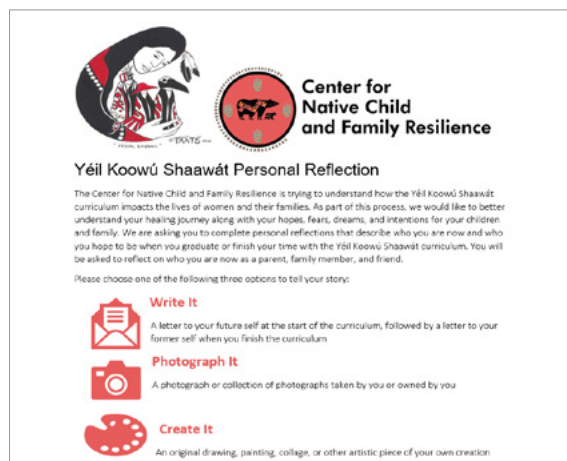 Center for
Native Child
and Family Resilience
Yéil Koowú Shaawát Personal Reflection
The Center for Native Child and Family Resilience is trying to understand how the Yéil Koowú Shaawát
curriculum impacts the lives of women and their families. As part of this process, we would like to better
understand your healing journey along with your hopes, fears, dreams, and intentions for your children
and family. We are asking you to complete personal reflections that describe who you are now and who
you hope to be when you graduate or finish your time with the Yéil Koowú Shaawát curriculum. You will
be asked to reflect on who you are now as a parent, family member, and friend.
Please choose one of the following three options to tell your story:
Write It
A letter to your future self at the start of the curriculum, followed by a letter to your
former self when you finish the curriculum
Photograph It
A photograph or collection of photographs taken by you or owned by you
Create It
An original drawing, painting, collage, or other artistic piece of your own creation